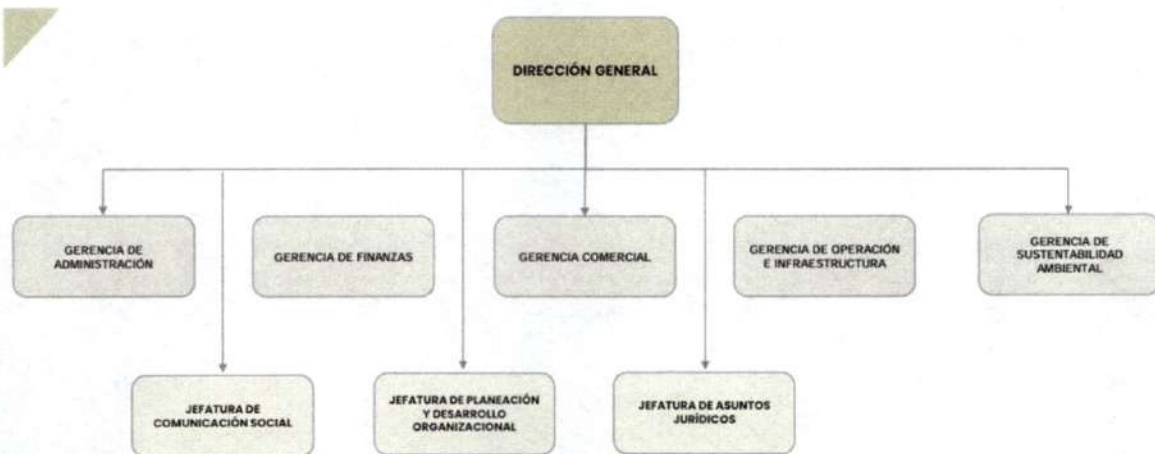 DIRECCIÓN GENERAL
GERENCIA DE
ADMINISTRACIÓN
GERENCIA DE FINANZAS
GERENCIA COMERCIAL
GERENCIA DE OPERACIÓN
E INFRAESTRUCTURA
GERENCIA DE
SUSTENTABILIDAD
AMBIENTAL
JEFATURA DE
COMUNICACIÓN SOCIAL
JEFATURA DE PLANEACIÓN
Y DESARROLLO
ORGANIZACIONAL
JEFATURA DE ASUNTOS
JURÍDICOS